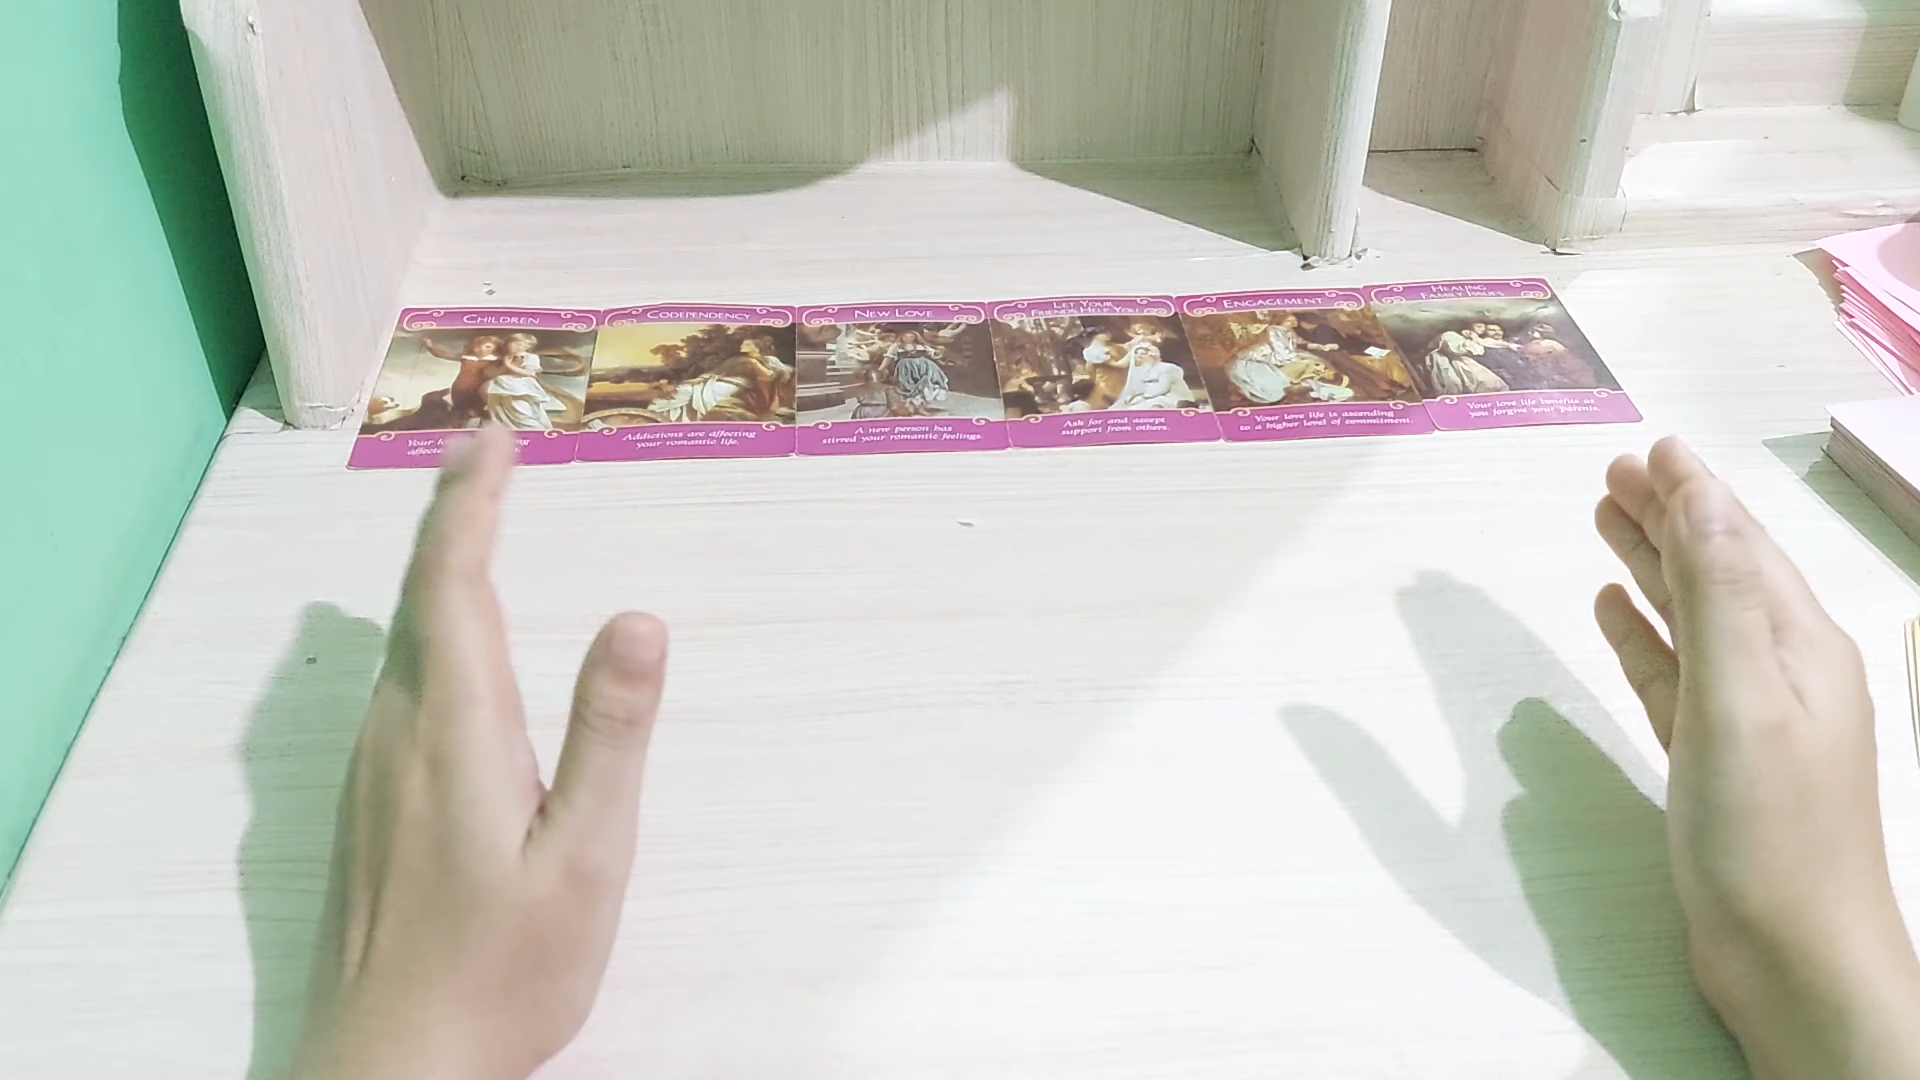 CHILDREN
Your
CODEPENDENCY
Addictions are affecting
your romantic life.
NEW LOVE
A new person has
stirred your romantic feelings.
LET YOUR
FRIENDS HELP YOU
Ask for and accept
support from others.
ENGAGEMENT
Your love life is ascending
to a higher level of commitment.
HEALING
FAMILY ISSUES
Your love life benefits as
you forgive your parents.